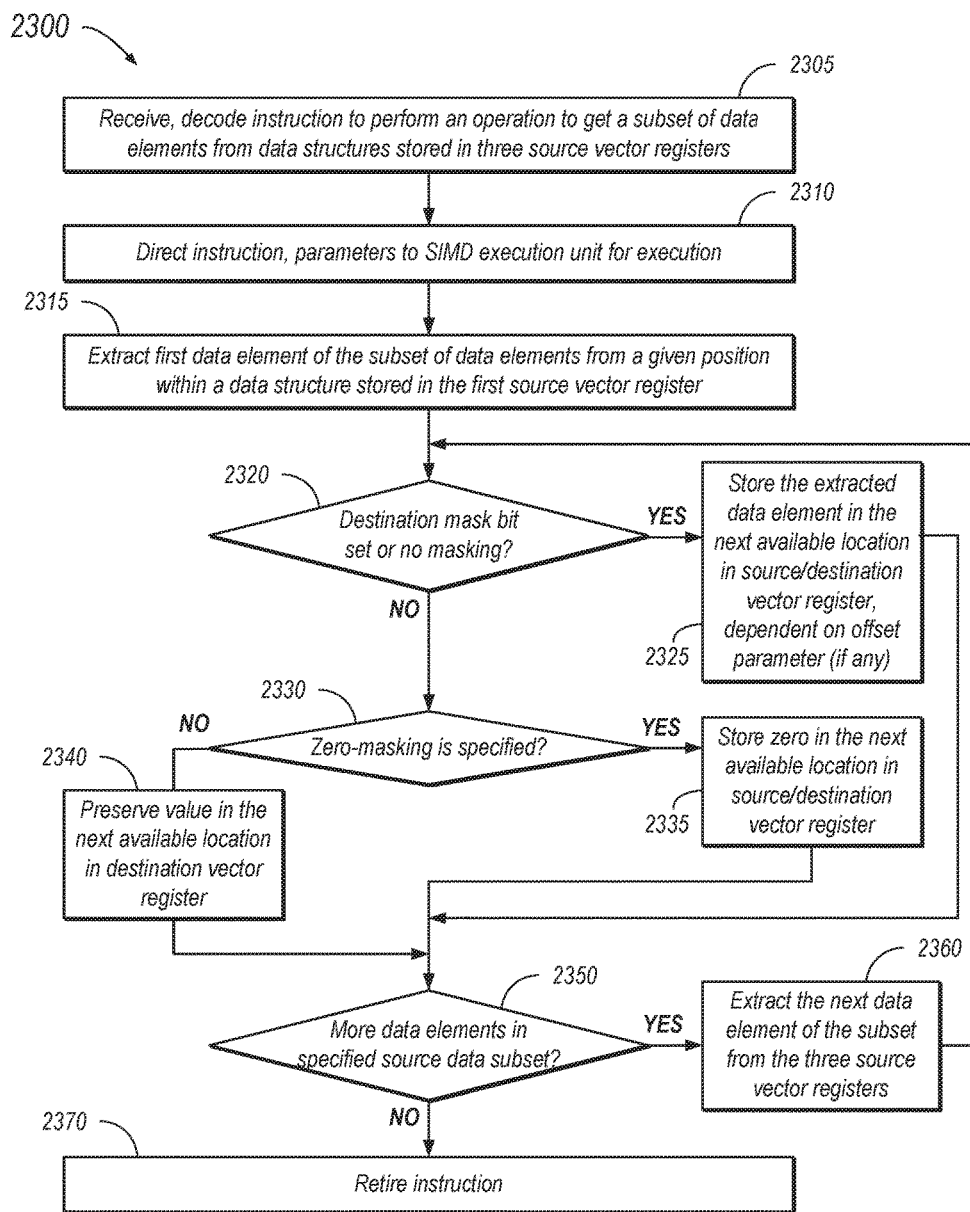 2300
2305
Receive, decode instruction to perform an operation to get a subset of data
elements from data structures stored in three source vector registers
2310
Direct instruction, parameters to SIMD execution unit for execution
2315
Extract first data element of the subset of data elements from a given position
within a data structure stored in the first source vector register
2320
Destination mask bit
set or no masking?
YES
NO
Store the extracted
data element in the
next available location
in source/destination
vector register,
dependent on offset
parameter (if any)
2325
2330
Zero-masking is specified?
NO
YES
Store zero in the next
available location in
source/destination
vector register
2335
2340
Preserve value in the
next available location
in destination vector
register
2350
More data elements in
specified source data subset?
YES
NO
2360
Extract the next data
element of the subset
from the three source
vector registers
2370
Retire instruction